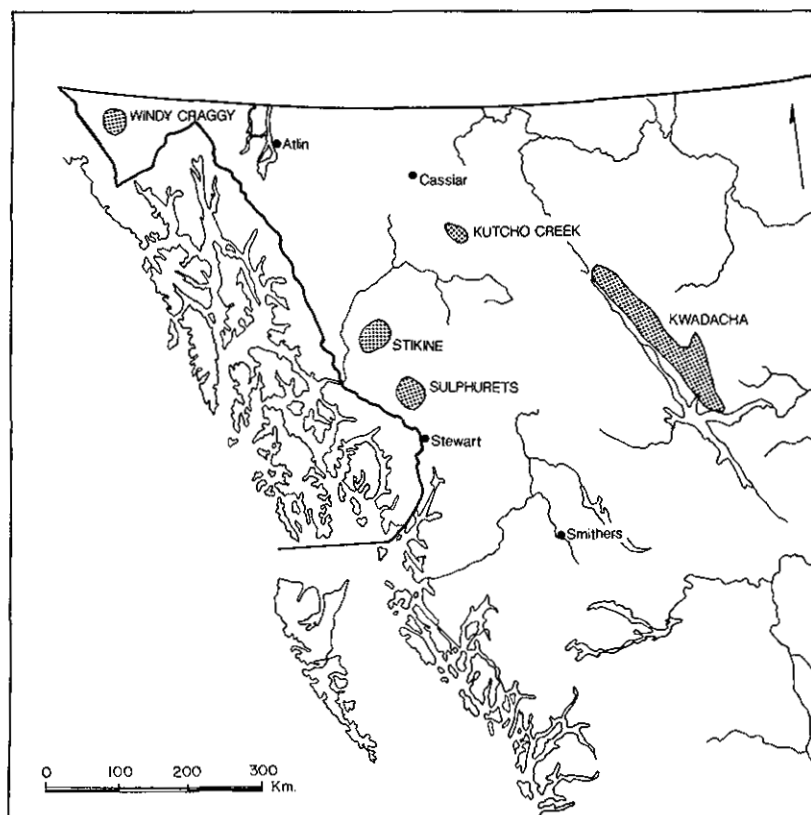 WINDY CRAGGY
Atlin
Cassiar
KUTCHO CREEK
KWADACHA
STIKINE
SULPHURETS
Stewart
Smithers
0 100 200 300
Km.